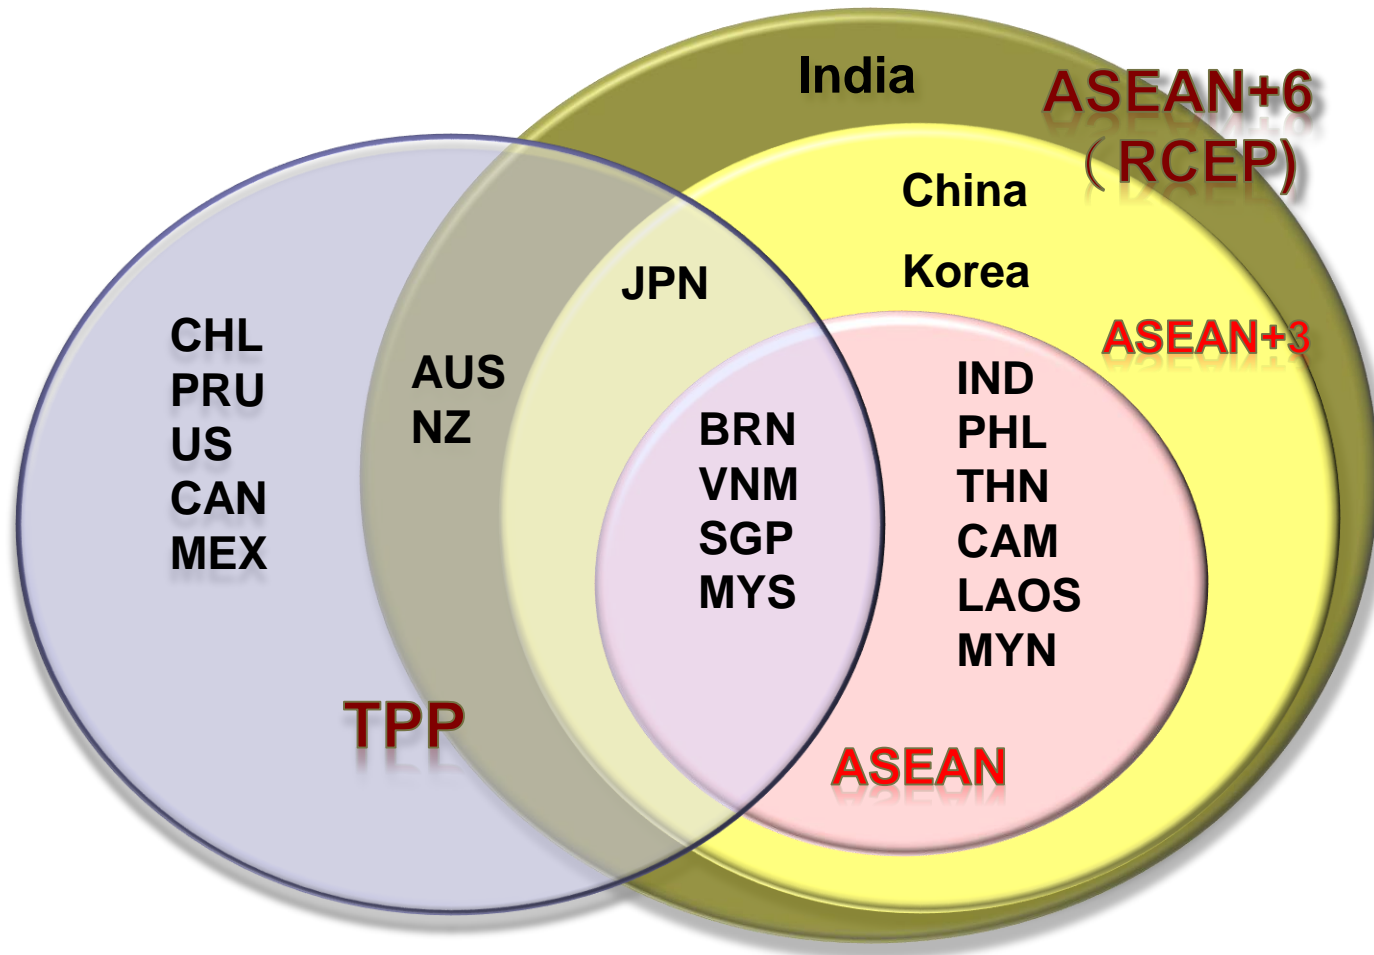 India
ASEAN+6
（RCEP)
China
Korea
JPN
ASEAN+3
CHL
PRU
US
CAN
MEX
AUS
NZ
BRN
VNM
SGP
MYS
IND
PHL
THN
CAM
LAOS
MYN
TPP
ASEAN